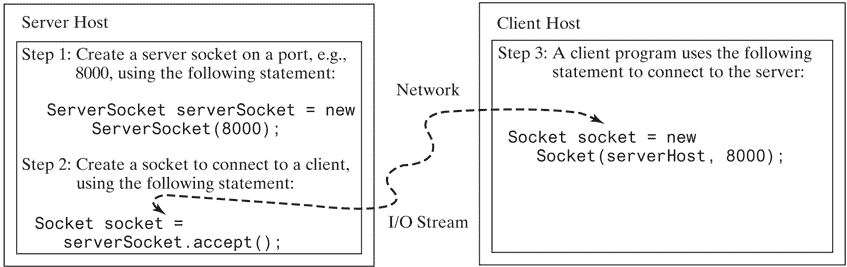 Server Host
Step 1: Create a server socket on a port, e.g.,
8000, using the following statement:
ServerSocket serverSocket = new
ServerSocket(8000);
Step 2: Create a socket to connect to a client,
using the following statement:
Socket socket =
serverSocket.accept();
Network
I/O Stream
Client Host
Step 3: A client program uses the following
statement to connect to the server:
Socket socket = new
Socket(serverHost, 8000);